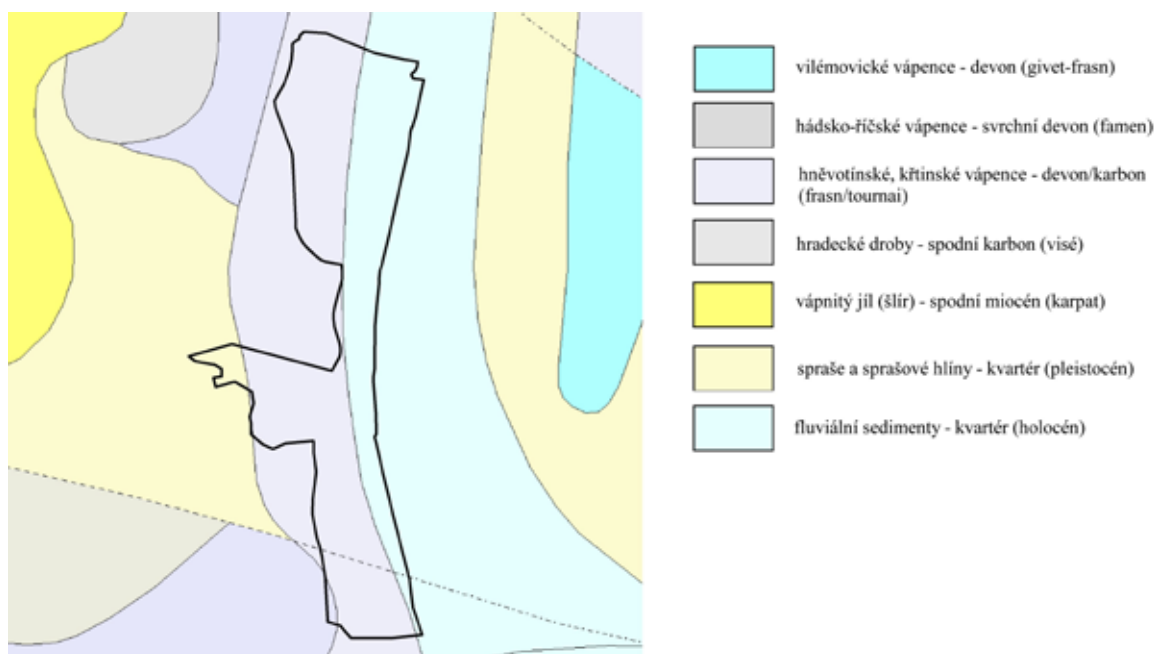 vilémovické vápence - devon (givet-frasn)
hádsko-říčské vápence - svrchní devon (famen)
hněvotínské, křtinské vápence - devon/karbon
(frasn/tournai)
hradecké droby - spodní karbon (visé)
vápnitý jíl (šlír) - spodní miocén (karpat)
spraše a sprašové hlíny - kvartér (pleistocén)
fluviální sedimenty - kvartér (holocén)